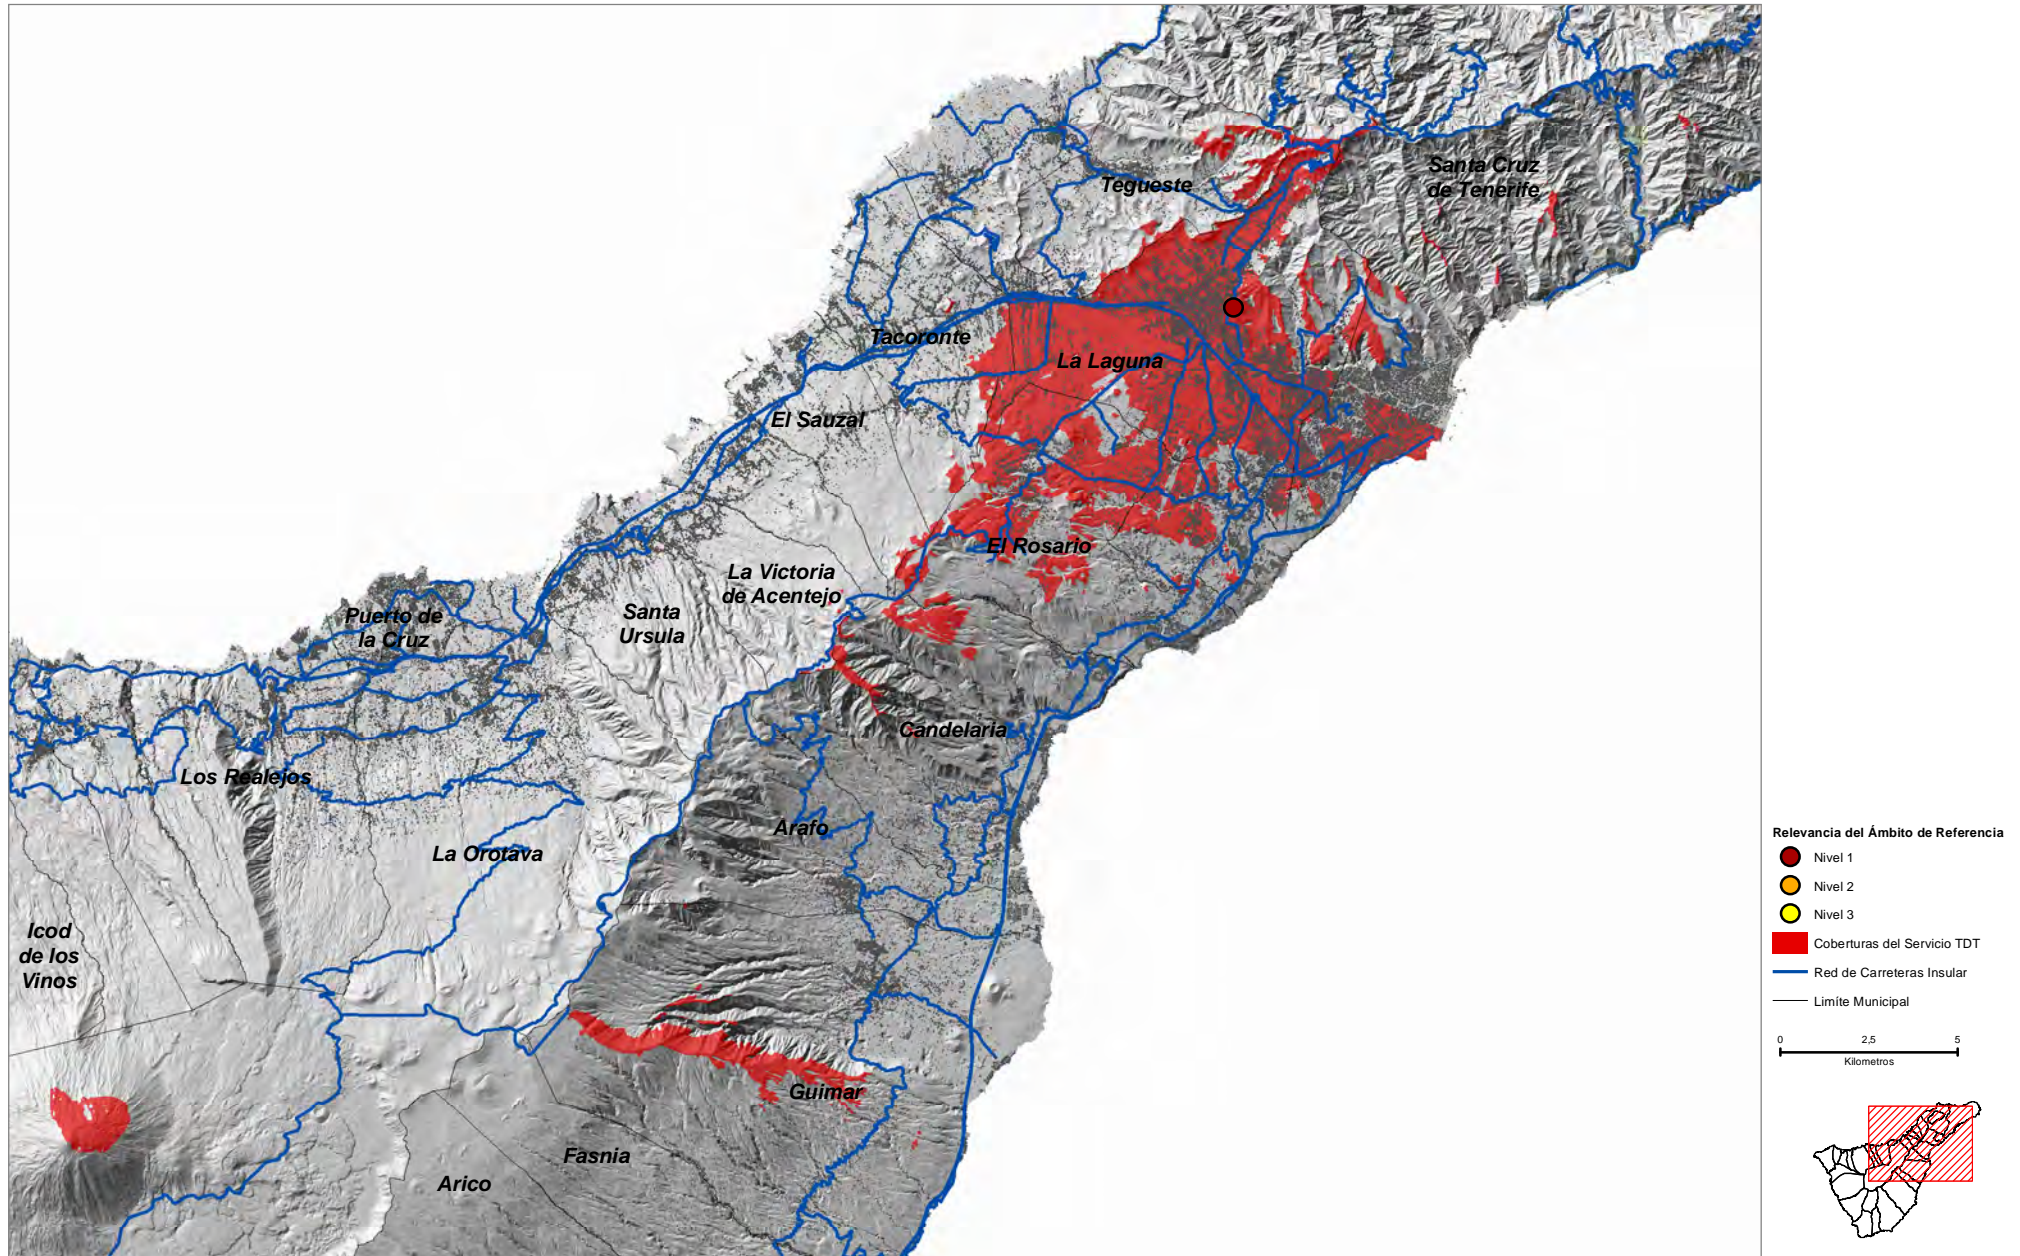 Santa Cruz
de Tenerife
Tegueste
Tacoronte
La Laguna
El Sauzal
El Rosario
La Victoria
de Acentejo
Santa
Ursula
Puerto de
la Cruz
Candelaria
Los Realejos
Arafo
La Orotava
Icod
de los
Vinos
Guimar
Fasnia
Arico
Relevancia del Ámbito de Referencia
Nivel 1
Nivel 2
Nivel 3
Coberturas del Servicio TDT
Red de Carreteras Insular
Limíte Municipal
0 2,5 5
Kilometros